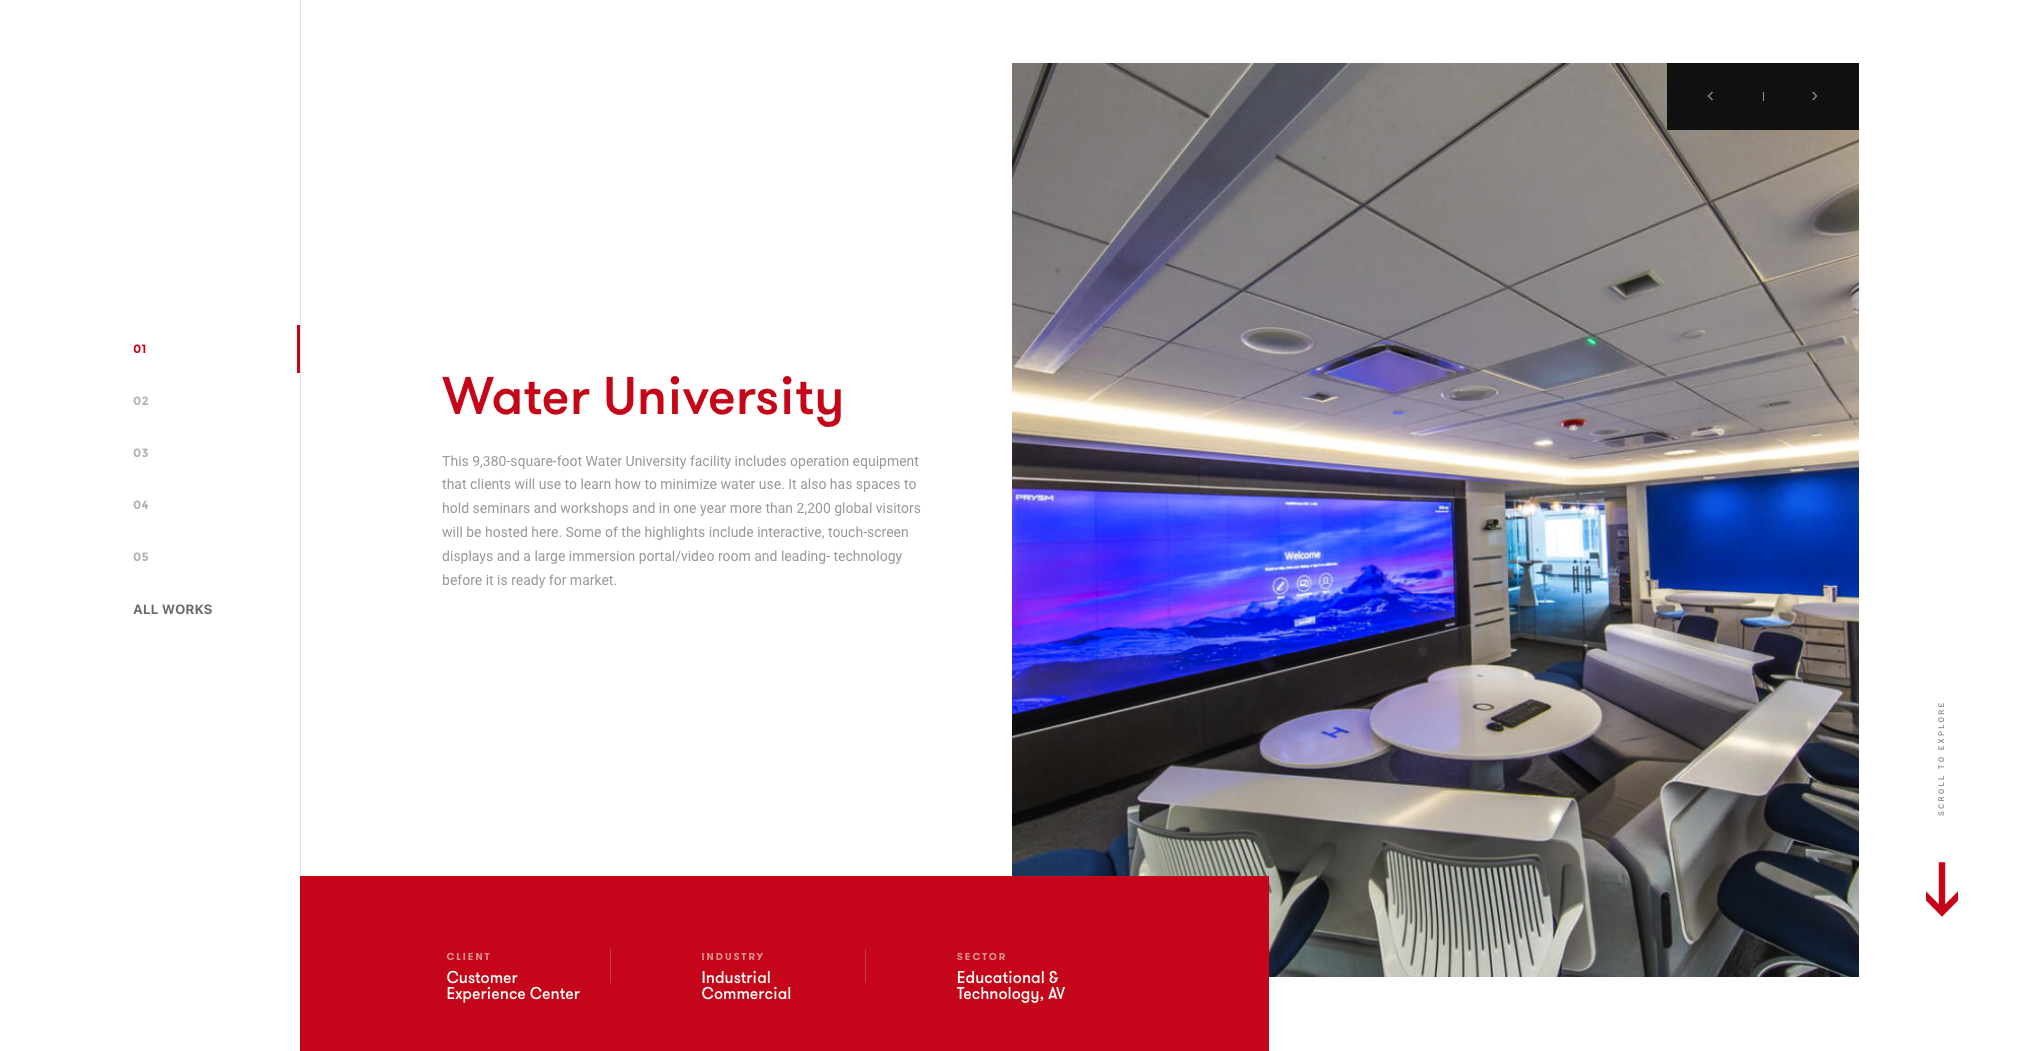 01
02
03
04
05
ALL WORKS
Water University
This 9,380-square-foot Water University facility includes operation equipment
that clients will use to learn how to minimize water use. It also has spaces to
hold seminars and workshops and in one year more than 2,200 global visitors
will be hosted here. Some of the highlights include interactive, touch-screen
displays and a large immersion portal/video room and leading- technology
before it is ready for market.
PRYSM
Welcome
H
SCROLL TO EXPLORE
CLIENT
Customer
Experience Center
INDUSTRY
Industrial
Commercial
SECTOR
Educational &
Technology, AV